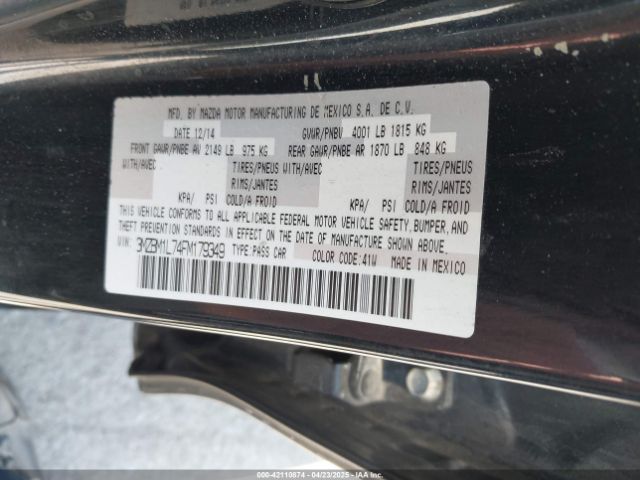 MFD. BY MAZDA MOTOR MANUFACTURING DE MEXICO S.A. DE C.V.
DATE 12/14 GVWR/PNBV 4001 LB 1815 KG
FRONT GAWR/PNBE AV 2149 LB 975 KG REAR GAWR/PNBE AR 1870 LB 848 KG
WITH/AVEC TIRES/PNEUS WITH/AVEC TIRES/PNEUS
RIMS/JANTES RIMS/JANTES
KPA/ PSI COLD/A FROID KPA/ PSI COLD/A FROID
THIS VEHICLE CONFORMS TO ALL APPLICABLE FEDERAL MOTOR VEHICLE SAFETY, BUMPER, AND
THEFT PREVENTION STANDARDS IN EFFECT ON THE DATE OF MANUFACTURE SHOWN ABOVE.
VIN: 3MZBM1L74FM179349 TYPE:PASS CAR COLOR CODE:41W MADE IN MEXICO
000-42110874 | 04/23/2025 - Copyright © IAA